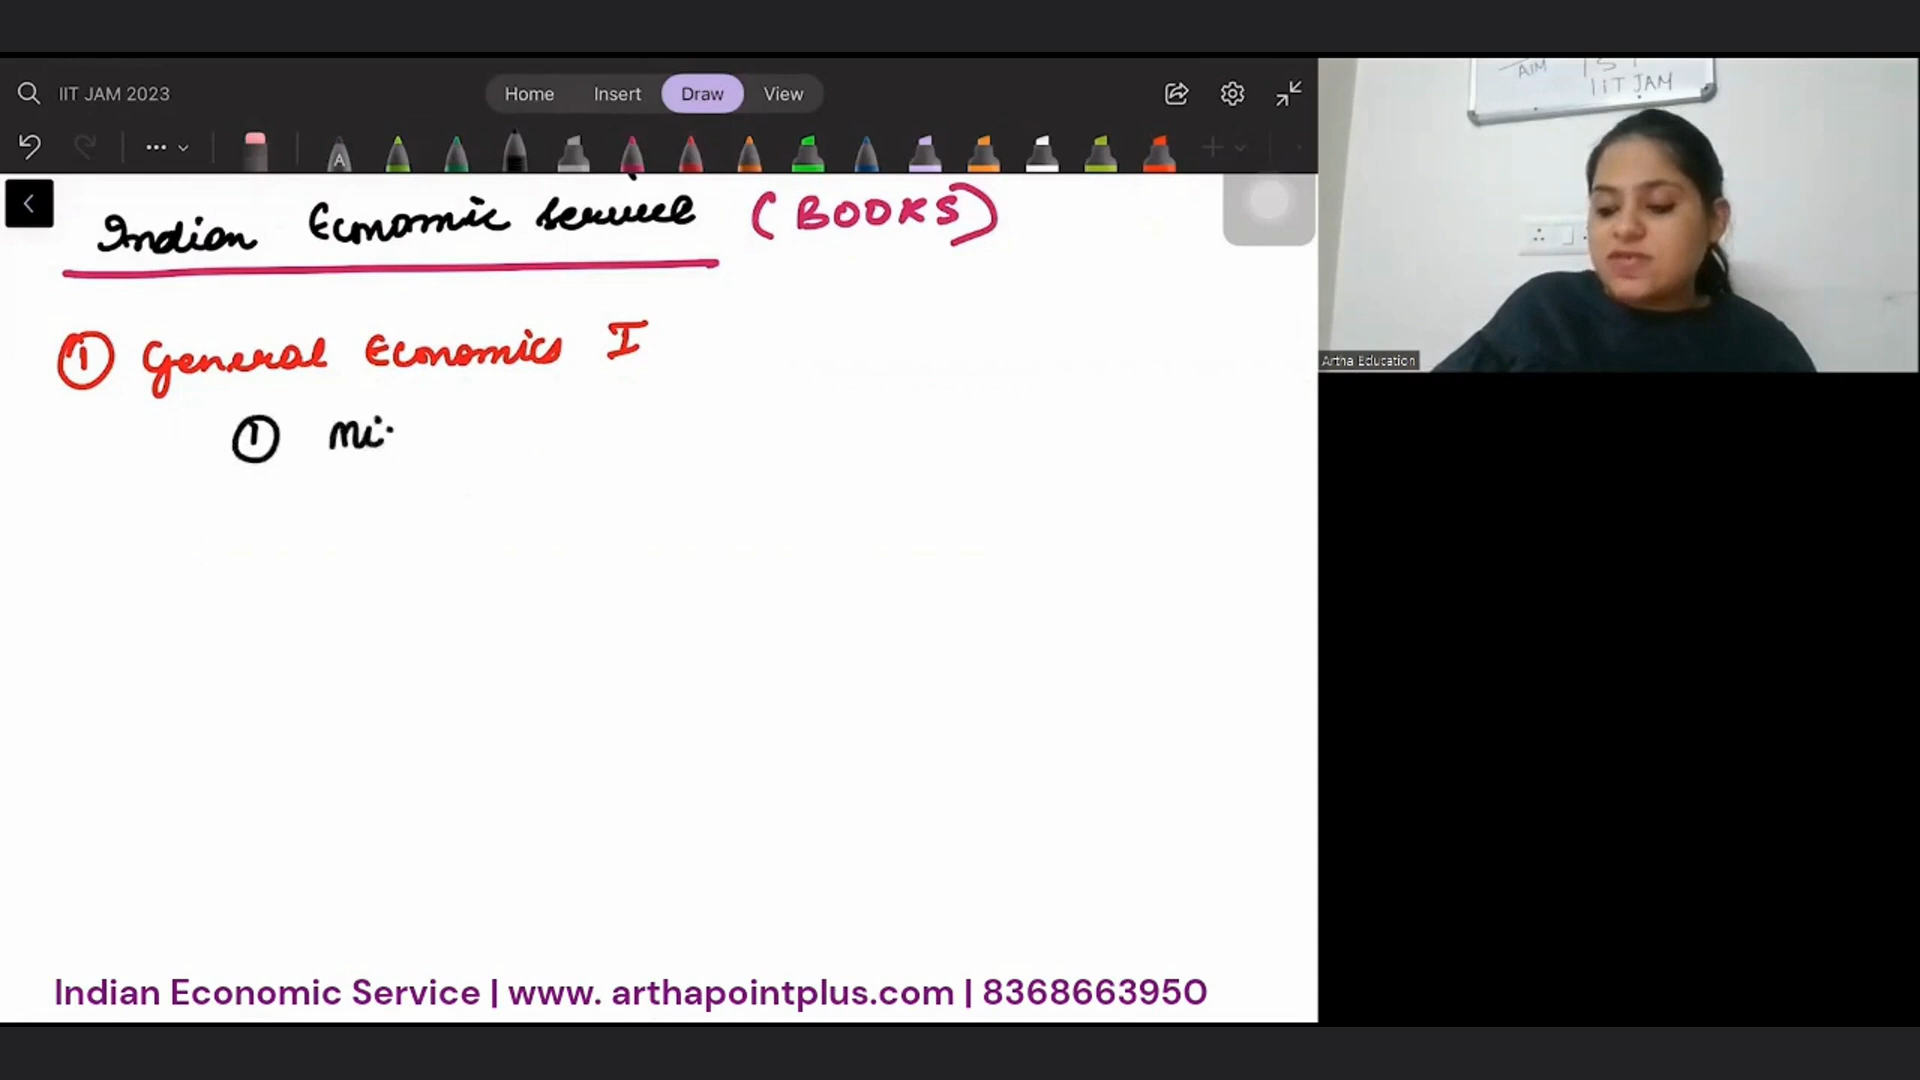 IIT JAM 2023
Home Insert Draw View
A
Indian Economic Service (BOOKS)
① General Economics I
① Mi
Indian Economic Service | www. arthapointplus.com | 8368663950
AIM
IIT JAM
Artha Education